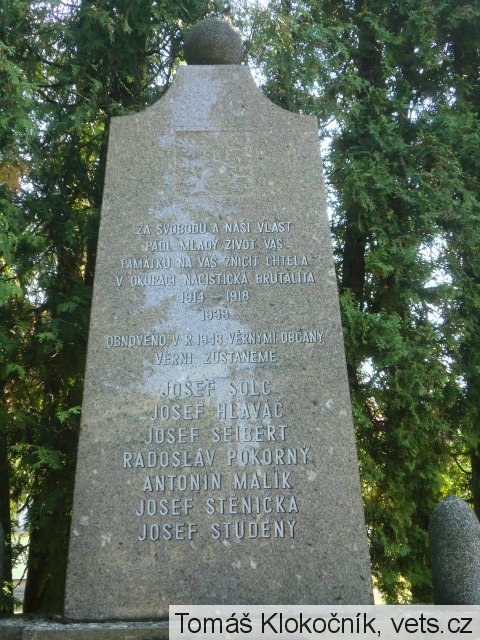 ZA SVOBODU A NAŠI VLAST
PADL MLADÝ ŽIVOT VÁŠ
PAMÁTKU NA VÁS ZNIČIT CHTĚLA
V OKUPACI NACISTICKÁ BRUTALITA
1914 – 1918
1938
OBNOVENO V R. 1948 VĚRNÝMI OBČANY
VĚRNI ZŮSTANEME
JOSEF ŠOLC
JOSEF HLAVÁČ
JOSEF SEIBERT
RADOSLAV POKORNÝ
ANTONÍN MALÍK
JOSEF STĚNIČKA
JOSEF STUDENÝ
Tomáš Klokočník, vets.cz